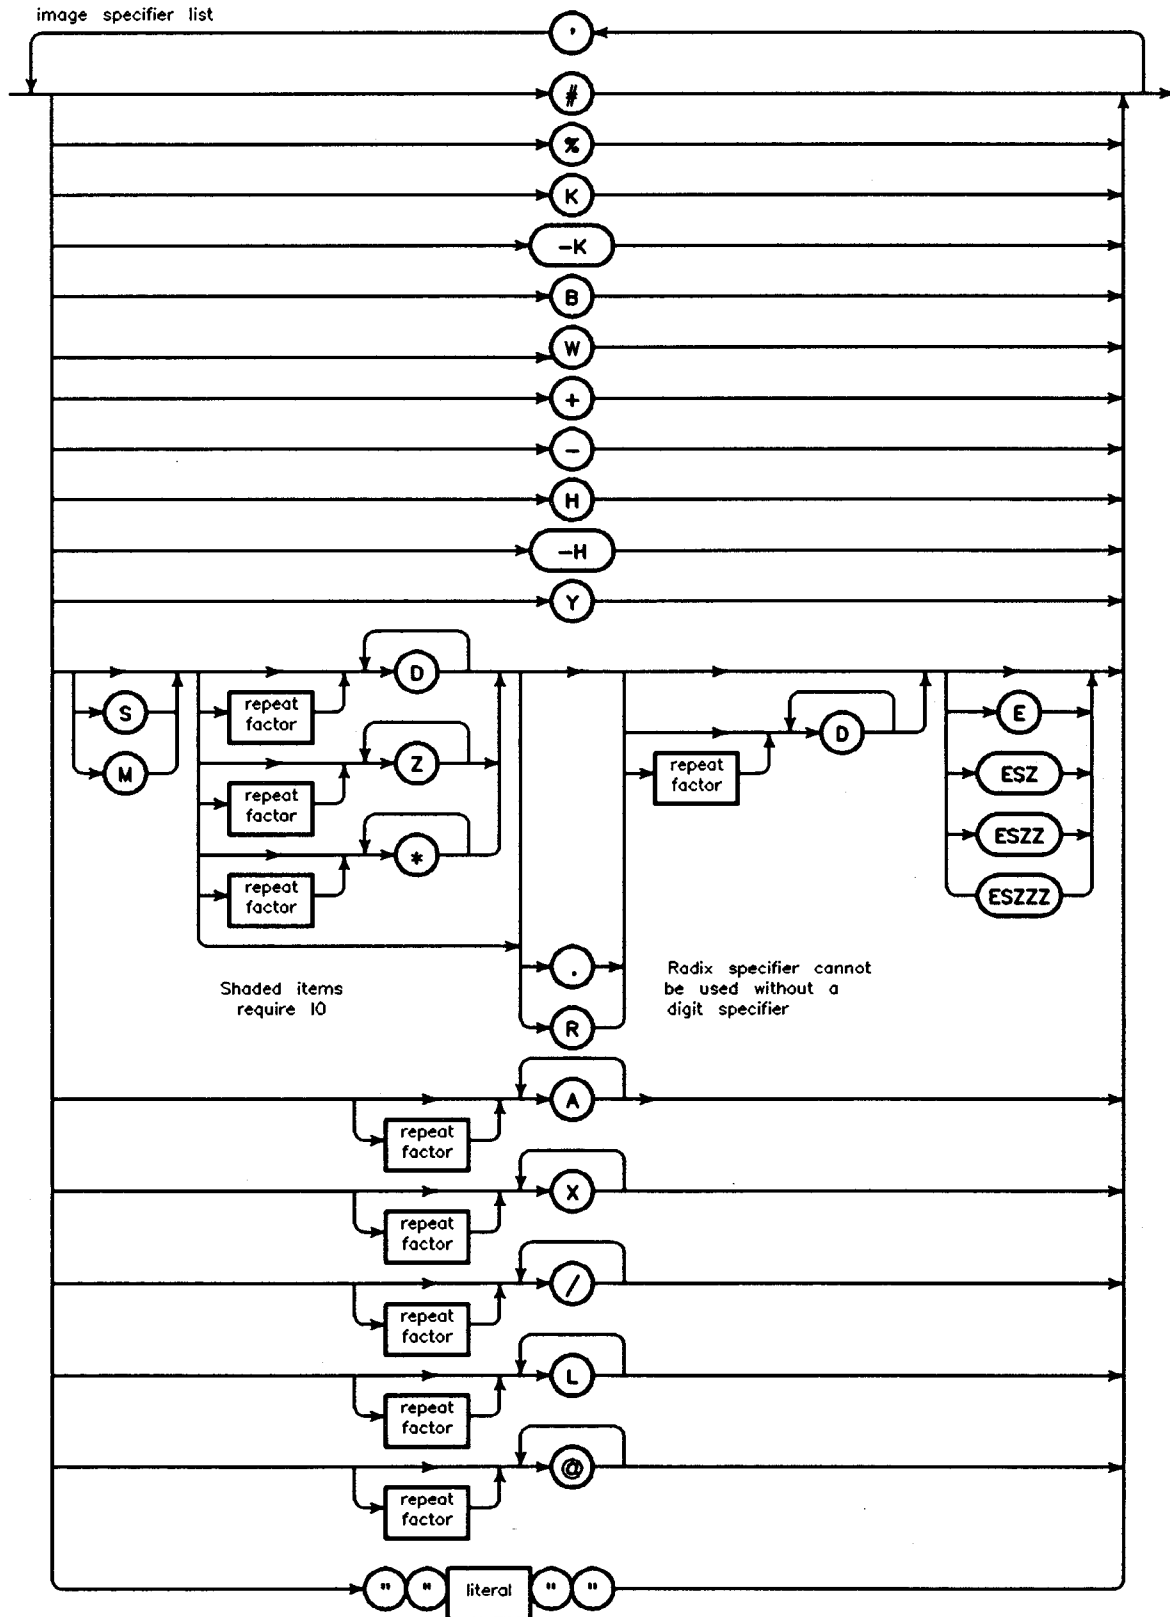 image specifier list
,
#
%
K
-K
B
W
+
-
H
-H
Y
D
S
repeat
factor
E
M
Z
D
repeat
factor
ESZ
repeat
factor
*
ESZZ
repeat
factor
ESZZZ
.
Shaded items
require IO
Radix specifier cannot
be used without a
digit specifier
R
A
repeat
factor
X
repeat
factor
/
repeat
factor
L
repeat
factor
@
repeat
factor
" " literal " "